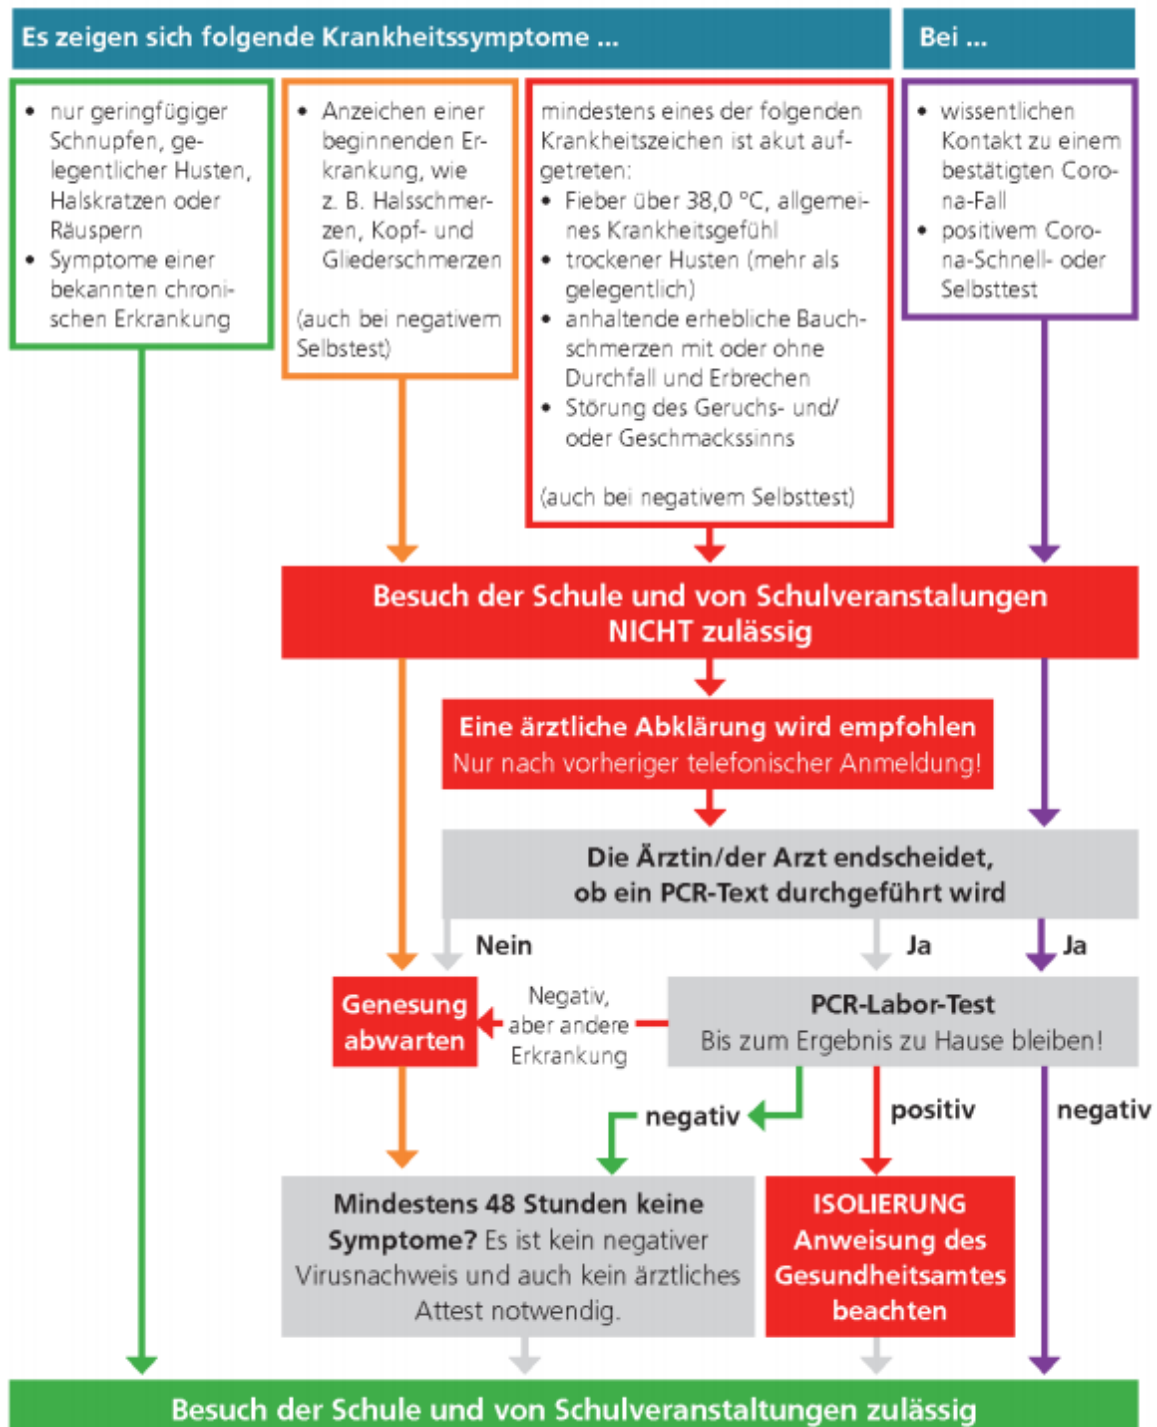 Es zeigen sich folgende Krankheitssymptome ...
Bei ...
• nur geringfügiger
Schnupfen, ge-
legentlicher Husten,
Halskratzen oder
Räuspern
• Symptome einer
bekannten chroni-
schen Erkrankung
• Anzeichen einer
beginnenden Er-
krankung, wie
z. B. Halsschmer-
zen, Kopf- und
Gliederschmerzen
(auch bei negativem
Selbstest)
mindestens eines der folgenden
Krankheitszeichen ist akut auf-
getreten:
• Fieber über 38,0 °C, allgemei-
nes Krankheitsgefühl
• trockener Husten (mehr als
gelegentlich)
• anhaltende erhebliche Bauch-
schmerzen mit oder ohne
Durchfall und Erbrechen
• Störung des Geruchs- und/
oder Geschmackssinns
(auch bei negativem Selbsttest)
• wissentlichen
Kontakt zu einem
bestätigten Coro-
na-Fall
• positivem Coro-
na-Schnell- oder
Selbsttest
Besuch der Schule und von Schulveranstalungen
NICHT zulässig
Eine ärztliche Abklärung wird empfohlen
Nur nach vorheriger telefonischer Anmeldung!
Die Ärztin/der Arzt endscheidet,
ob ein PCR-Text durchgeführt wird
Nein
Ja
Ja
Genesung
abwarten
Negativ,
aber andere
Erkrankung
PCR-Labor-Test
Bis zum Ergebnis zu Hause bleiben!
negativ
positiv
negativ
Mindestens 48 Stunden keine
Symptome? Es ist kein negativer
Virusnachweis und auch kein ärztliches
Attest notwendig.
ISOLIERUNG
Anweisung des
Gesundheitsamtes
beachten
Besuch der Schule und von Schulveranstaltungen zulässig